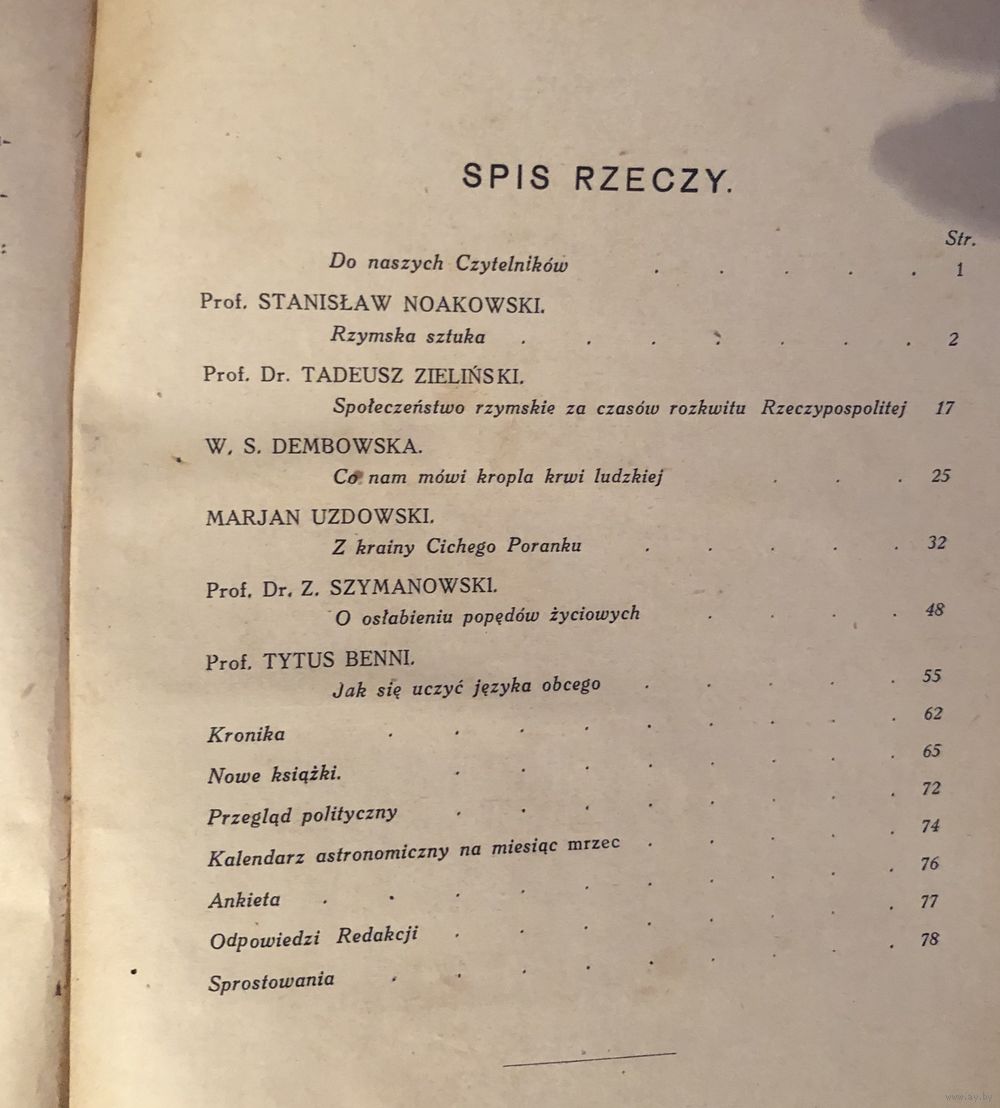 SPIS RZECZY.
Str.
Do naszych Czytelników . . . . . 1
Prof. STANISŁAW NOAKOWSKI.
Rzymska sztuka . . . . . . . 2
Prof. Dr. TADEUSZ ZIELIŃSKI.
Społeczeństwo rzymskie za czasów rozkwitu Rzeczypospolitej 17
W. S. DEMBOWSKA.
Co nam mówi kropla krwi ludzkiej . . . 25
MARJAN UZDOWSKI.
Z krainy Cichego Poranku . . . . . 32
Prof. Dr. Z. SZYMANOWSKI.
O osłabieniu popędów życiowych . . . . 48
Prof. TYTUS BENNI.
Jak się uczyć języka obcego . . . . . 55
Kronika . . . . . . . . . 62
Nowe książki. . . . . . . . . 65
Przegląd polityczny . . . . . . . . 72
Kalendarz astronomiczny na miesiąc mrzec . . . . . 74
Ankieta . . . . . . . . . . 76
Odpowiedzi Redakcji . . . . . . . . 77
Sprostowania . . . . . . . . . 78
www.ay.by